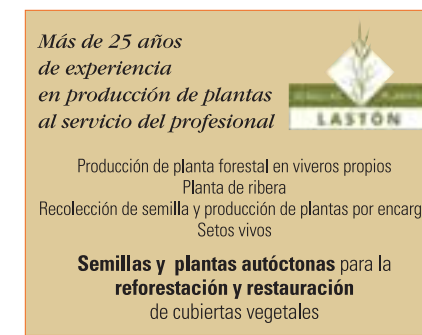 Más de 25 años
de experiencia
en producción de plantas
al servicio del profesional
LASTON
Producción de planta forestal en viveros propios
Planta de ribera
Recolección de semilla y producción de plantas por encarg
Setos vivos
Semillas y plantas autóctonas para la
reforestación y restauración
de cubiertas vegetales